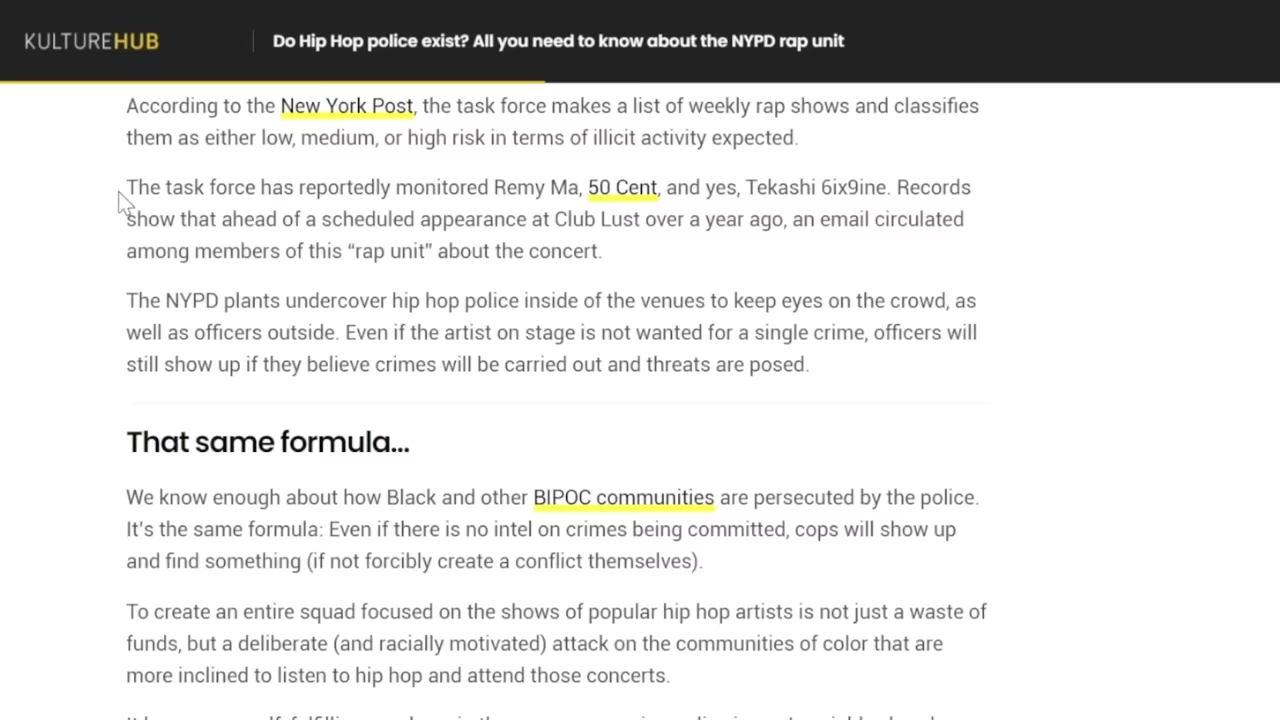 KULTUREHUB
Do Hip Hop police exist? All you need to know about the NYPD rap unit
According to the New York Post, the task force makes a list of weekly rap shows and classifies
them as either low, medium, or high risk in terms of illicit activity expected.
The task force has reportedly monitored Remy Ma, 50 Cent, and yes, Tekashi 6ix9ine. Records
show that ahead of a scheduled appearance at Club Lust over a year ago, an email circulated
among members of this “rap unit” about the concert.
The NYPD plants undercover hip hop police inside of the venues to keep eyes on the crowd, as
well as officers outside. Even if the artist on stage is not wanted for a single crime, officers will
still show up if they believe crimes will be carried out and threats are posed.
That same formula...
We know enough about how Black and other BIPOC communities are persecuted by the police.
It's the same formula: Even if there is no intel on crimes being committed, cops will show up
and find something (if not forcibly create a conflict themselves).
To create an entire squad focused on the shows of popular hip hop artists is not just a waste of
funds, but a deliberate (and racially motivated) attack on the communities of color that are
more inclined to listen to hip hop and attend those concerts.